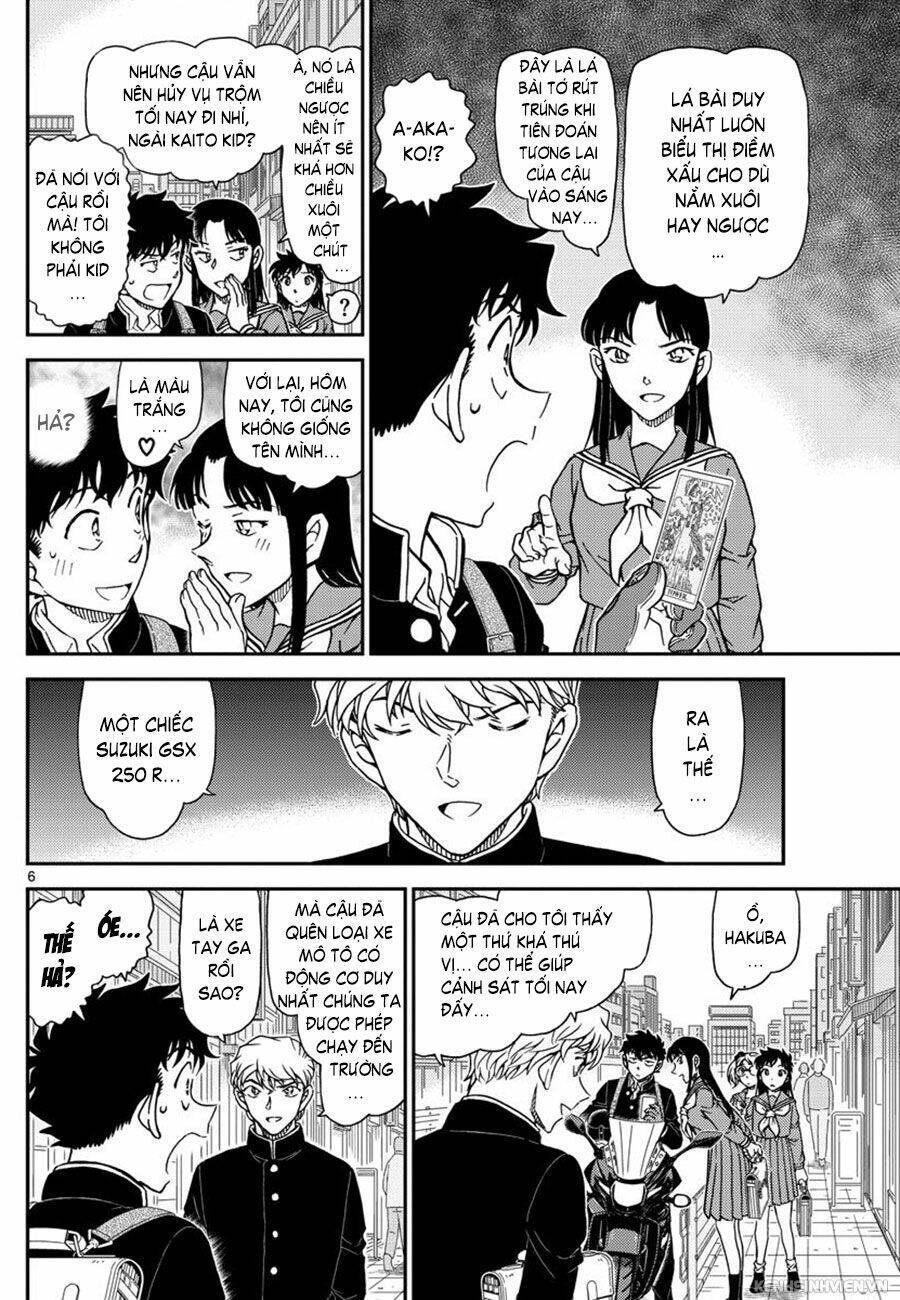 LÁ BÀI DUY
NHẤT LUÔN
BIỂU THỊ ĐIỀM
XẤU CHO DÙ
NẰM XUÔI
HAY NGƯỢC
...
ĐÂY LÀ LÁ
BÀI TỚ RÚT
TRÚNG KHI
TIÊN ĐOÁN
TƯƠNG LAI
CỦA CẬU
VÀO SÁNG
NAY...
A-AKA-
KO!?
TOWER
À, NÓ LÀ
CHIỀU
NGƯỢC
NÊN ÍT
NHẤT SẼ
KHÁ HƠN
CHIỀU
XUÔI
MỘT
CHÚT
...
NHƯNG CẬU VẪN
NÊN HỦY VỤ TRỘM
TỐI NAY ĐI NHỈ,
NGÀI KAITO KID?
ĐÃ NÓI VỚI
CẬU RỒI
MÀ! TÔI
KHÔNG
PHẢI KID
...
?
VỚI LẠI, HÔM
NAY, TÔI CŨNG
KHÔNG GIỐNG
TÊN MÌNH...
LÀ MÀU
TRẮNG
...
♥
HẢ?
RA
LÀ
THẾ
...
MỘT CHIẾC
SUZUKI GSX
250 R...
6
Ồ,
HAKUBA
...
CẬU ĐÃ CHO TÔI THẤY
MỘT THỨ KHÁ THÚ
VỊ... CÓ THỂ GIÚP
CẢNH SÁT TỐI NAY
ĐẤY
...
MÀ CẬU ĐÃ
QUÊN LOẠI XE
MÔ TÔ CÓ
ĐỘNG CƠ DUY
NHẤT CHÚNG TA
ĐƯỢC PHÉP
CHẠY ĐẾN
TRƯỜNG
...
LÀ XE
TAY GA
RỒI
SAO?
ÓE...
THẾ
HẢ?
KENHSINHVIEN.VN